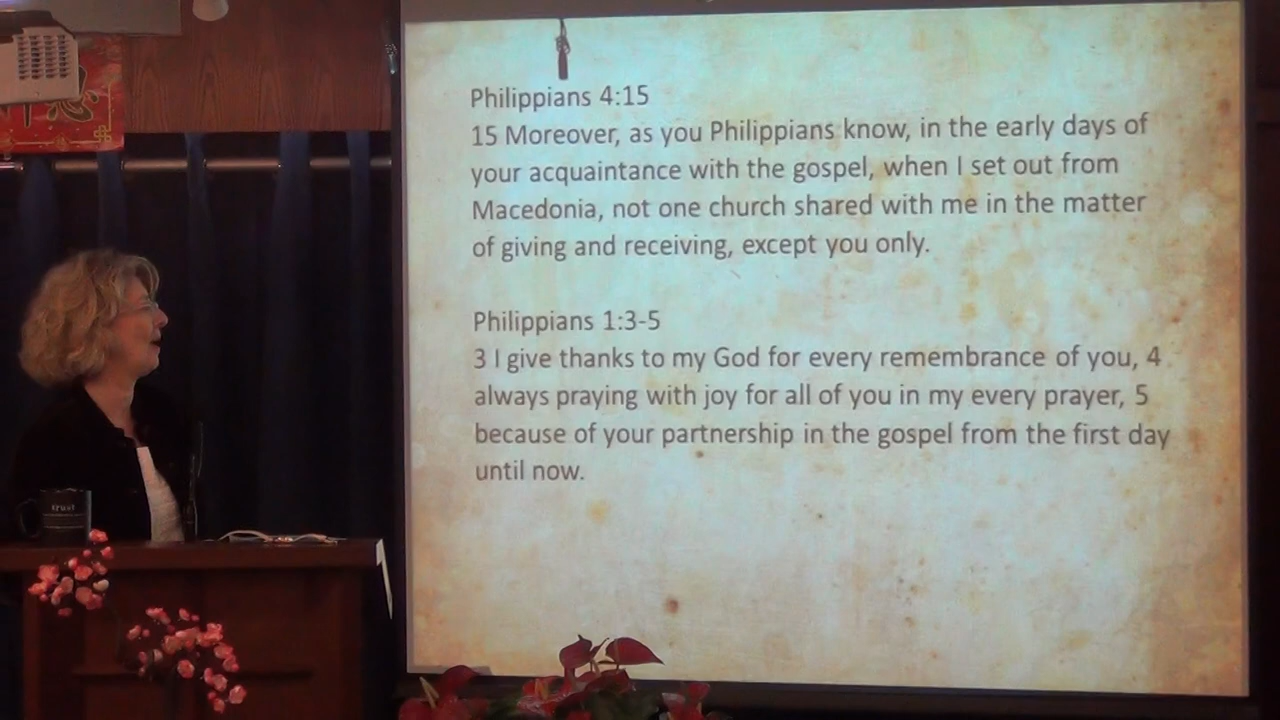 Philippians 4:15
15 Moreover, as you Philippians know, in the early days of
your acquaintance with the gospel, when I set out from
Macedonia, not one church shared with me in the matter
of giving and receiving, except you only.
Philippians 1:3-5
3 I give thanks to my God for every remembrance of you, 4
always praying with joy for all of you in my every prayer, 5
because of your partnership in the gospel from the first day
until now.
trust